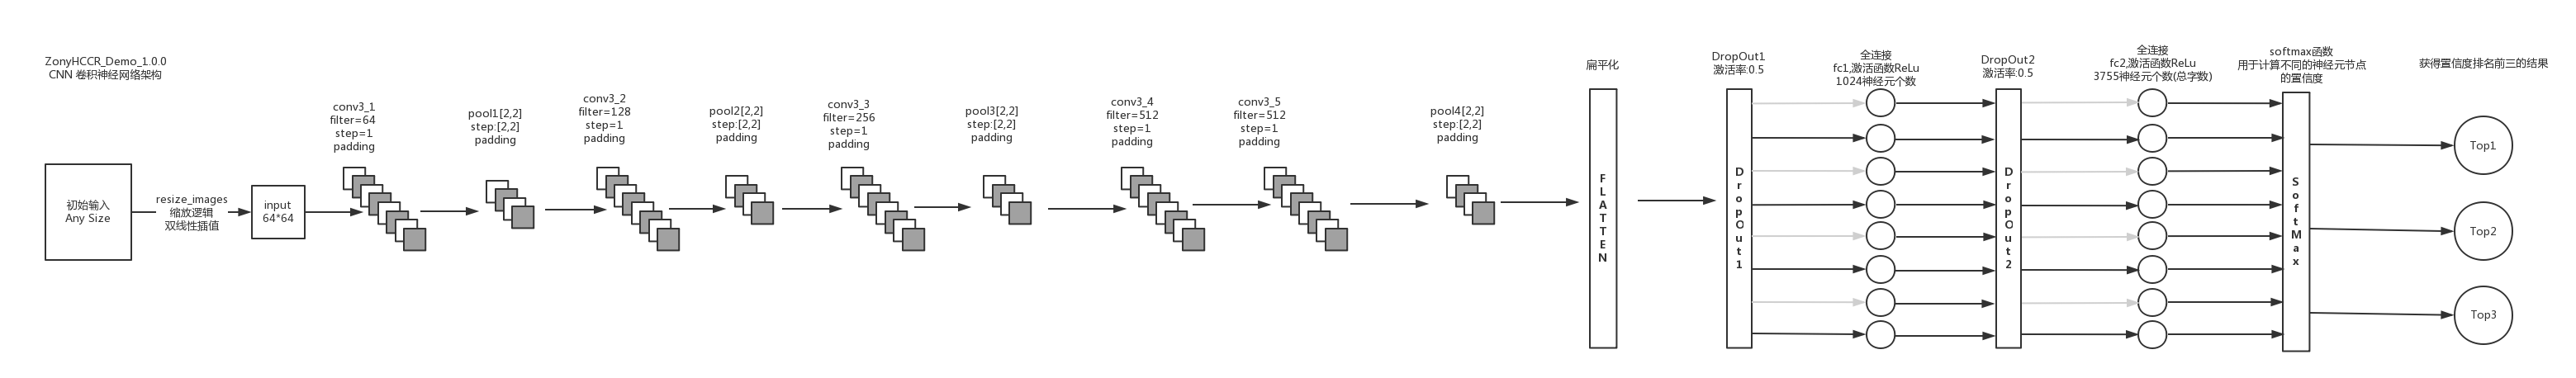 ZonyHCCR_Demo_1.0.0
CNN 卷积神经网络架构
初始输入
Any Size
resize_images
缩放逻辑
双线性插值
input
64*64
conv3_1
filter=64
step=1
padding
pool1[2,2]
step:[2,2]
padding
conv3_2
filter=128
step=1
padding
pool2[2,2]
step:[2,2]
padding
conv3_3
filter=256
step=1
padding
pool3[2,2]
step:[2,2]
padding
conv3_4
filter=512
step=1
padding
conv3_5
filter=512
step=1
padding
pool4[2,2]
step:[2,2]
padding
扁平化
FLATTEN
DropOut1
激活率:0.5
DropOut1
全连接
fc1,激活函数ReLu
1024神经元个数
DropOut2
激活率:0.5
DropOut2
全连接
fc2,激活函数ReLu
3755神经元个数(总字数)
softmax函数
用于计算不同的神经元节点
的置信度
SoftMax
获得置信度排名前三的结果
Top1
Top2
Top3